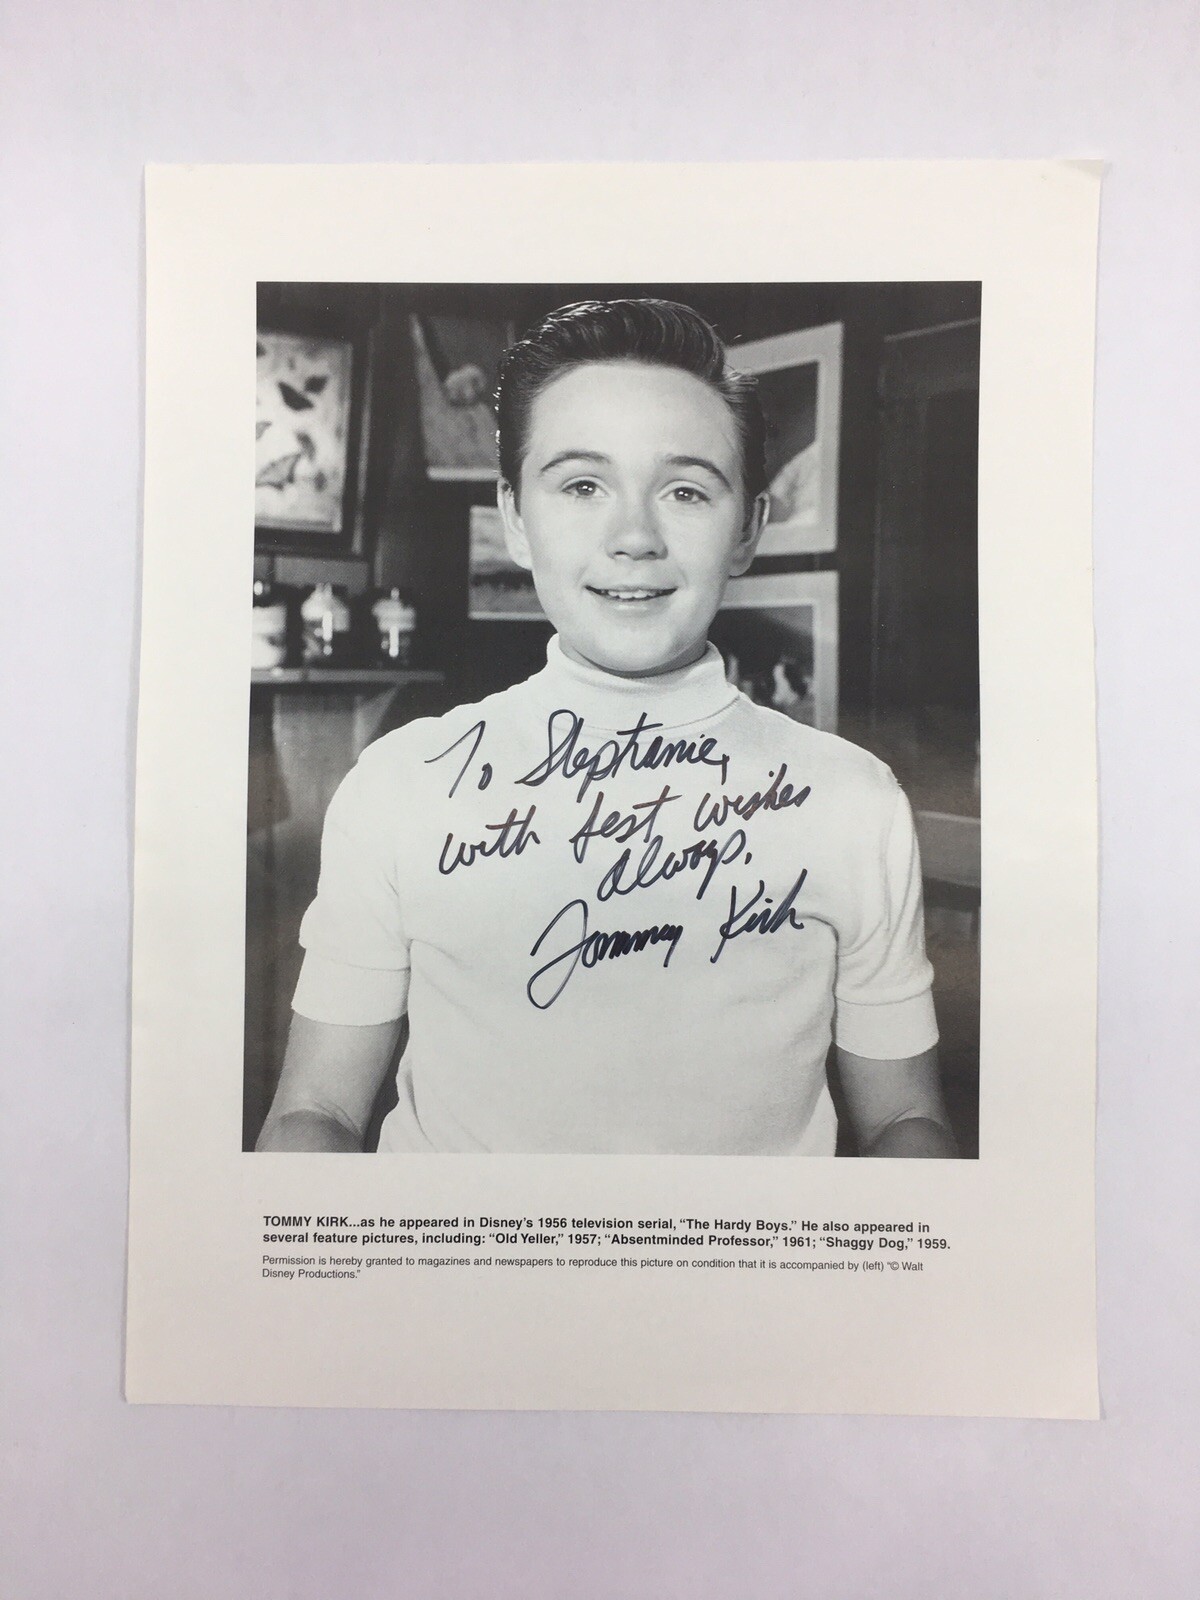 To Stephanie,
with best wishes
always,
Tommy Kirk
TOMMY KIRK...as he appeared in Disney's 1956 television serial, “The Hardy Boys.” He also appeared in
several feature pictures, including: “Old Yeller,” 1957; “Absentminded Professor,” 1961; “Shaggy Dog,” 1959.
Permission is hereby granted to magazines and newspapers to reproduce this picture on condition that it is accompanied by (left) “© Walt
Disney Productions.”